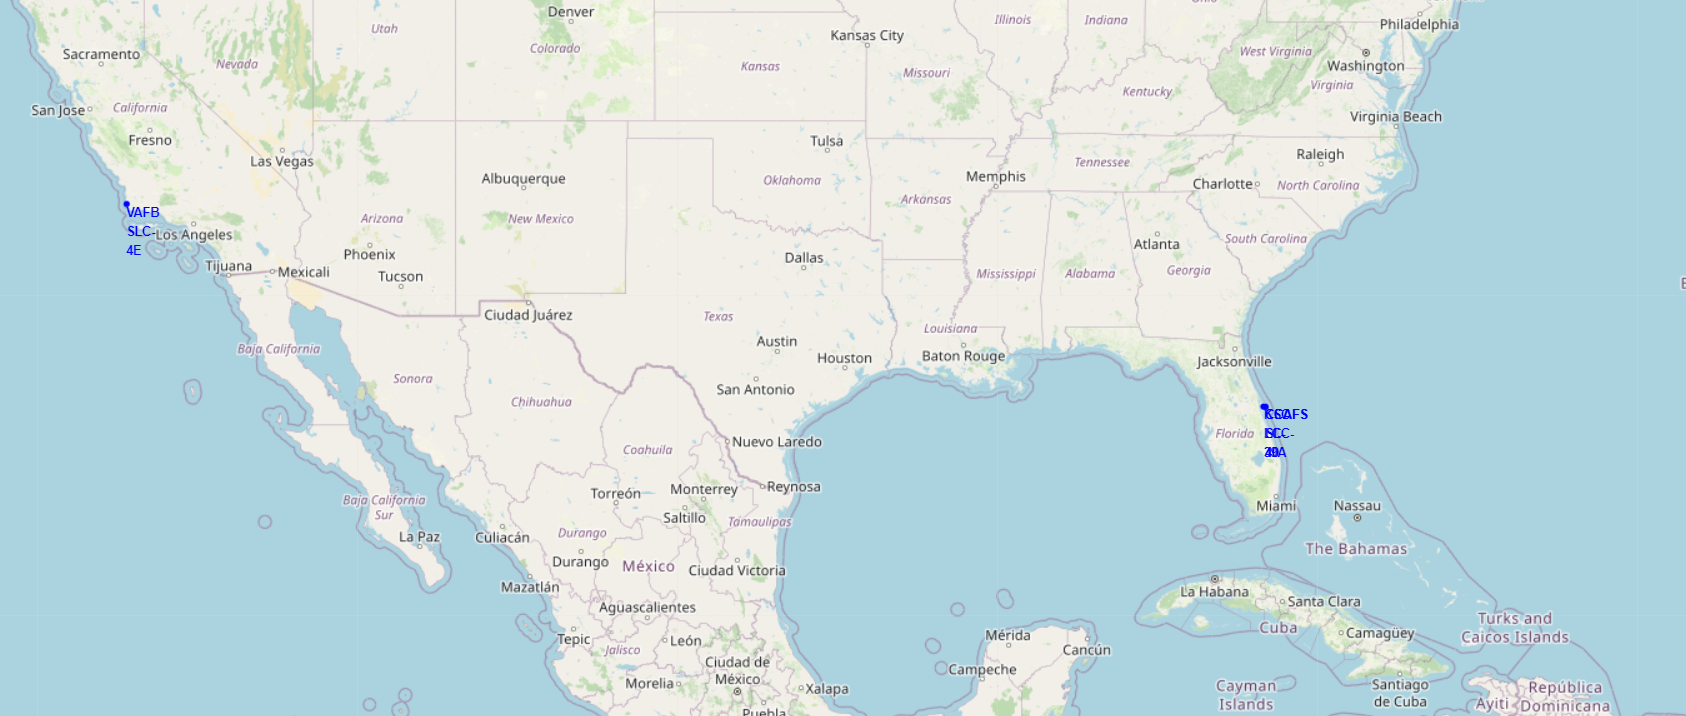 Denver
Philadelphia
Illinois
Indiana
Utah
Kansas City
Colorado
West Virginia
Sacramento
Nevada
Kansas
Missouri
Washington
Virginia
Kentucky
San Jose
California
Virginia Beach
Fresno
Tulsa
Las Vegas
Raleigh
Tennessee
Albuquerque
Oklahoma
Memphis
Charlotte
North Carolina
Arkansas
VAFB
SLC-
4E
Arizona
New Mexico
Los Angeles
South Carolina
Atlanta
Phoenix
Dallas
Tijuana
Mexicali
Tucson
Mississippi
Alabama
Georgia
Ciudad Juárez
Texas
Louisiana
Austin
Baja California
Houston
Baton Rouge
Jacksonville
Sonora
San Antonio
Chihuahua
Florida
Nuevo Laredo
Coahuila
Torreón
Monterrey
Reynosa
Baja California
Sur
Miami
Nassau
Saltillo
Tamaulipas
La Paz
Culiacán
Durango
The Bahamas
Durango
México
Ciudad Victoria
Mazatlán
La Habana
Santa Clara
Aguascalientes
Turks and
Caicos Islands
Cuba
Camagüey
Tepic
León
Mérida
Jalisco
Cancún
Ciudad de
México
Campeche
Morelia
Xalapa
Cayman
Islands
Santiago
de Cuba
República
Dominicana
Ayiti
Puebla